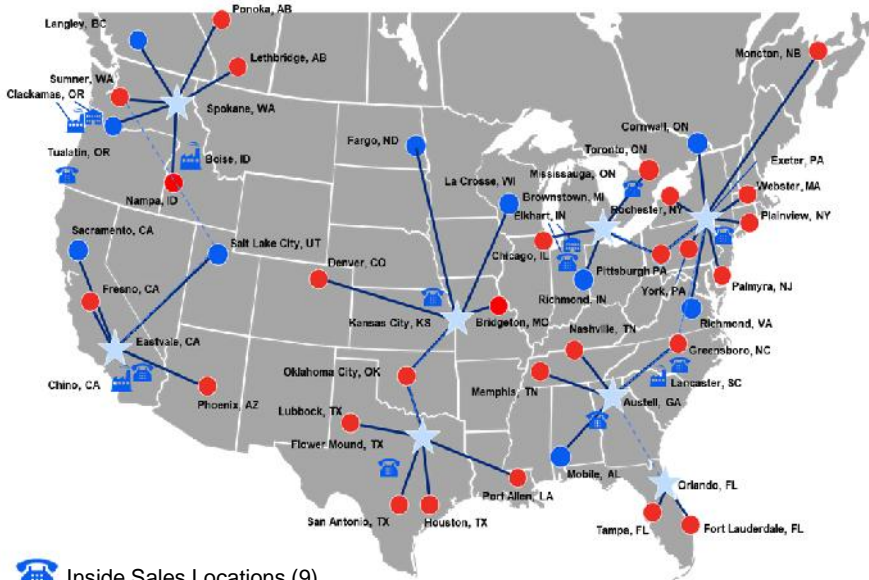 Ponoka, AB
Langley, BC
Lethbridge, AB
Moncton, NB
Sumner, WA
Clackamas, OR
Spokane, WA
Fargo, ND
Cornwall, ON
Toronto, ON
Exeter, PA
Tualatin, OR
Boise, ID
La Crosse, WI
Mississauga, ON
Brownstown, MI
Webster, MA
Elkhart, IN
Rochester, NY
Nampa, ID
Plainview, NY
Sacramento, CA
Salt Lake City, UT
Denver, CO
Chicago, IL
Pittsburgh PA
Palmyra, NJ
Fresno, CA
Richmond, IN
York, PA
Kansas City, KS
Bridgeton, MO
Richmond, VA
Nashville, TN
Eastvale, CA
Greensboro, NC
Oklahoma City, OK
Chino, CA
Memphis, TN
Lancaster, SC
Phoenix, AZ
Austell, GA
Lubbock, TX
Flower Mound, TX
Mobile, AL
Orlando, FL
Port Allen, LA
San Antonio, TX
Houston, TX
Tampa, FL
Fort Lauderdale, FL
Inside Sales Locations (9)